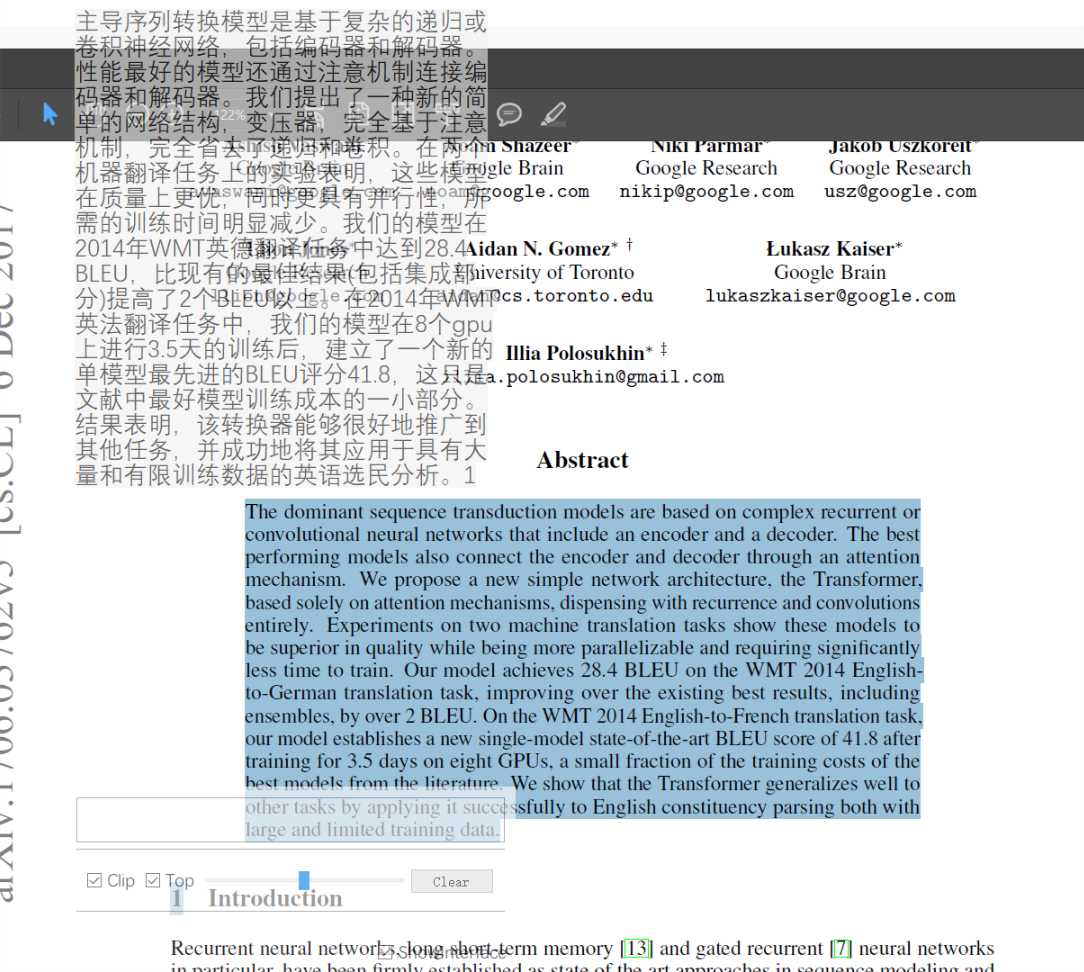 主导序列转换模型是基于复杂的递归或
卷积神经网络，包括编码器和解码器。
性能最好的模型还通过注意机制连接编
码器和解码器。我们提出了一种新的简
单的网络结构，变压器，完全基于注意
机制，完全省去了递归和卷积。在两个
机器翻译任务上的实验表明，这些模型
在质量上更优，同时更具有并行性，所
需的训练时间明显减少。我们的模型在
2014年WMT英德翻译任务中达到28.4
BLEU，比现有的最佳结果(包括集成部
分)提高了2个BLEU以上。在2014年WMT
英法翻译任务中，我们的模型在8个gpu
上进行3.5天的训练后，建立了一个新的
单模型最先进的BLEU评分41.8，这只是
文献中最好模型训练成本的一小部分。
结果表明，该转换器能够很好地推广到
其他任务，并成功地将其应用于具有大
量和有限训练数据的英语选民分析。1
122%
Shazeer* Niki Parmar* Jakob Uszkoreit*
Google Brain Google Research Google Research
avaswani@google.com noam@google.com nikip@google.com usz@google.com
Aidan N. Gomez* † Łukasz Kaiser*
University of Toronto Google Brain
aidan@cs.toronto.edu lukaszkaiser@google.com
Illia Polosukhin* ‡
illia.polosukhin@gmail.com
Abstract
The dominant sequence transduction models are based on complex recurrent or
convolutional neural networks that include an encoder and a decoder. The best
performing models also connect the encoder and decoder through an attention
mechanism. We propose a new simple network architecture, the Transformer,
based solely on attention mechanisms, dispensing with recurrence and convolutions
entirely. Experiments on two machine translation tasks show these models to
be superior in quality while being more parallelizable and requiring significantly
less time to train. Our model achieves 28.4 BLEU on the WMT 2014 English-
to-German translation task, improving over the existing best results, including
ensembles, by over 2 BLEU. On the WMT 2014 English-to-French translation task,
our model establishes a new single-model state-of-the-art BLEU score of 41.8 after
training for 3.5 days on eight GPUs, a small fraction of the training costs of the
best models from the literature. We show that the Transformer generalizes well to
other tasks by applying it successfully to English constituency parsing both with
large and limited training data.
Clip Top Clear
1 Introduction
Recurrent neural networks, long short-term memory [13] and gated recurrent [7] neural networks
Show Interface
in particular, have been firmly established as state of the art approaches in sequence modeling and
arXiv:1706.03762v5 [cs.CL] 6 Dec 2017